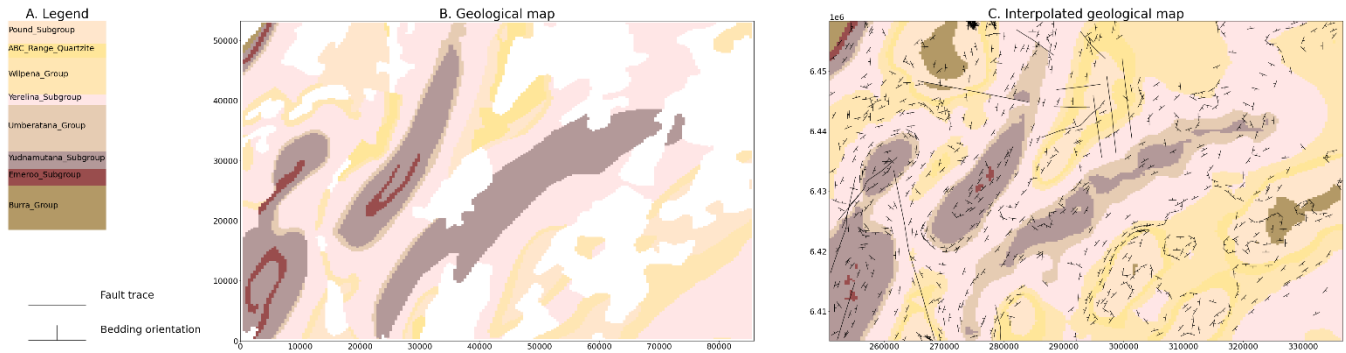 A. Legend
Pound_Subgroup
ABC_Range_Quartzite
Wilpena_Group
Yerelina_Subgroup
Umberatana_Group
Yudnamutana_Subgroup
Emeroo_Subgroup
Burra_Group
Fault trace
Bedding orientation
B. Geological map
50000
40000
30000
20000
10000
0
0 10000 20000 30000 40000 50000 60000 70000 80000
C. Interpolated geological map
1e6
6.45
6.44
6.43
6.42
6.41
260000 270000 280000 290000 300000 310000 320000 330000